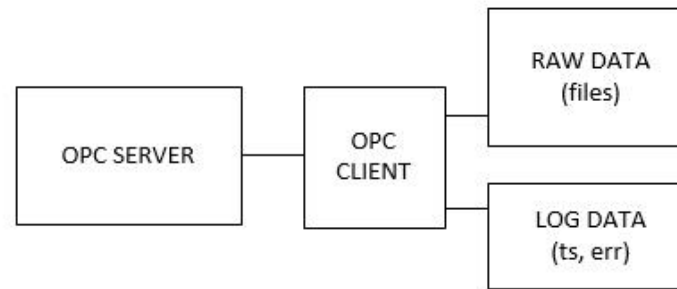 OPC SERVER
OPC
CLIENT
RAW DATA
(files)
LOG DATA
(ts, err)